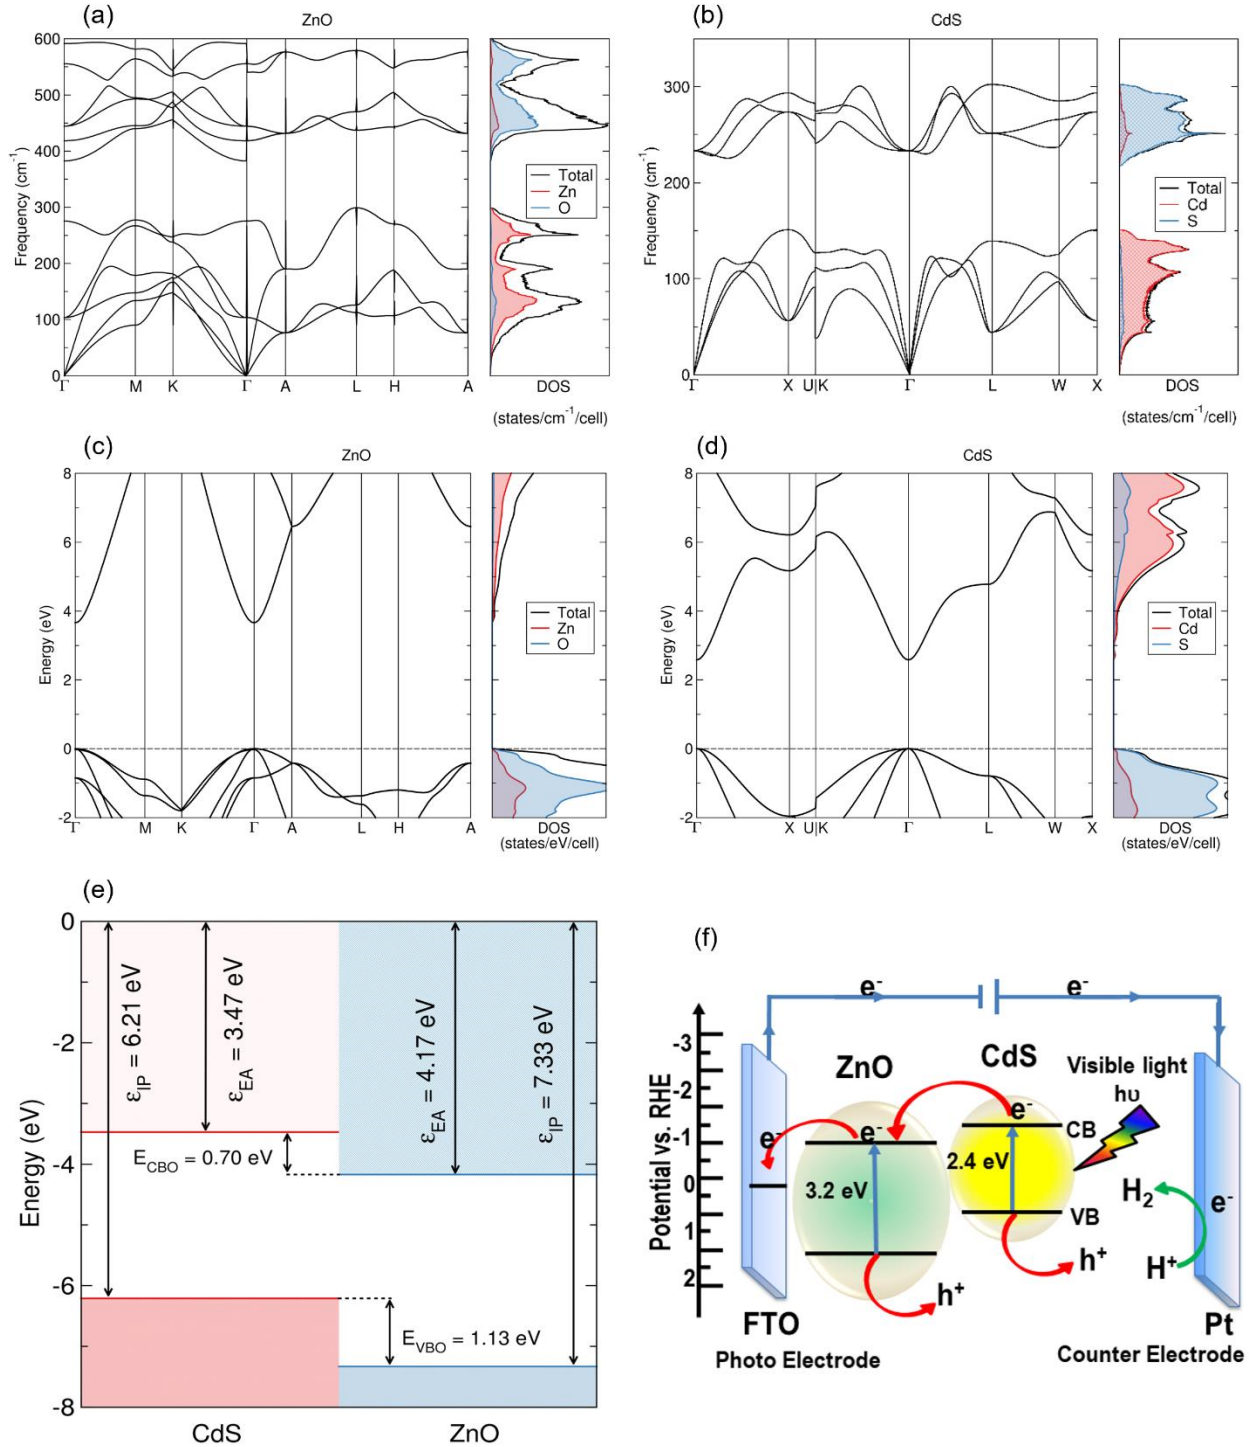 (a)
ZnO
600
500
400
300
200
100
0
Frequency (cm⁻¹)
Γ M K Γ A L H A
Total
Zn
O
DOS
(states/cm⁻¹/cell)
(b)
CdS
300
200
100
0
Frequency (cm⁻¹)
Γ X U|K Γ L W X
Total
Cd
S
DOS
(states/cm⁻¹/cell)
(c)
ZnO
8
6
4
2
0
-2
Energy (eV)
Γ M K Γ A L H A
Total
Zn
O
DOS
(states/eV/cell)
(d)
CdS
8
6
4
2
0
-2
Energy (eV)
Γ X U|K Γ L W X
Total
Cd
S
DOS
(states/eV/cell)
(e)
0
-2
-4
-6
-8
Energy (eV)
εIP = 6.21 eV
εEA = 3.47 eV
εEA = 4.17 eV
εIP = 7.33 eV
ECBO = 0.70 eV
EVBO = 1.13 eV
CdS ZnO
(f)
e⁻ e⁻
-3
-2
-1
0
1
2
Potential vs. RHE
ZnO
CdS
Visible light
hυ
e⁻
e⁻
e⁻
CB
2.4 eV
3.2 eV
VB
h⁺
h⁺
H₂
H⁺
e⁻
FTO
Photo Electrode
Pt
Counter Electrode